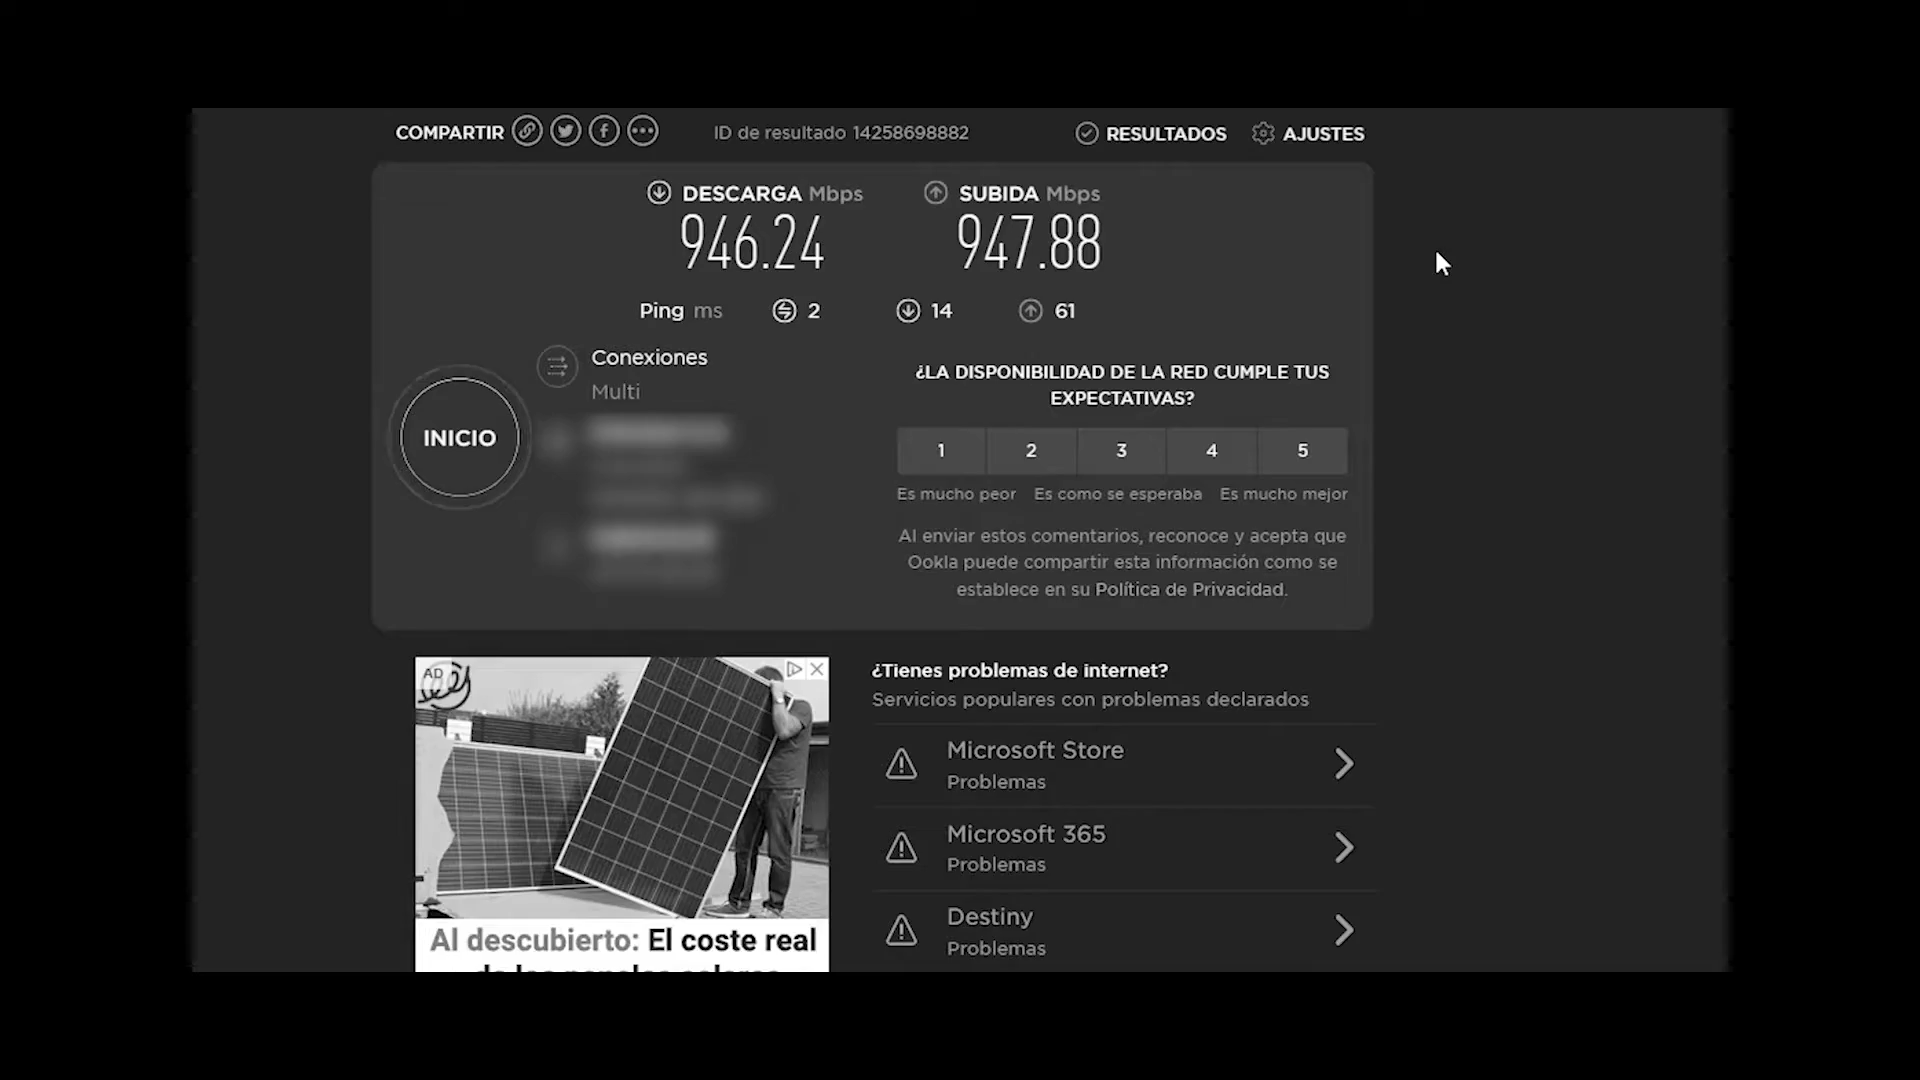 COMPARTIR
ID de resultado 14258698882
RESULTADOS
AJUSTES
DESCARGA Mbps
946.24
SUBIDA Mbps
947.88
Ping ms 2 14 61
Conexiones
Multi
INICIO
¿LA DISPONIBILIDAD DE LA RED CUMPLE TUS
EXPECTATIVAS?
1 2 3 4 5
Es mucho peor Es como se esperaba Es mucho mejor
Al enviar estos comentarios, reconoce y acepta que
Ookla puede compartir esta información como se
establece en su Política de Privacidad.
AD
Al descubierto: El coste real
¿Tienes problemas de internet?
Servicios populares con problemas declarados
Microsoft Store
Problemas
Microsoft 365
Problemas
Destiny
Problemas